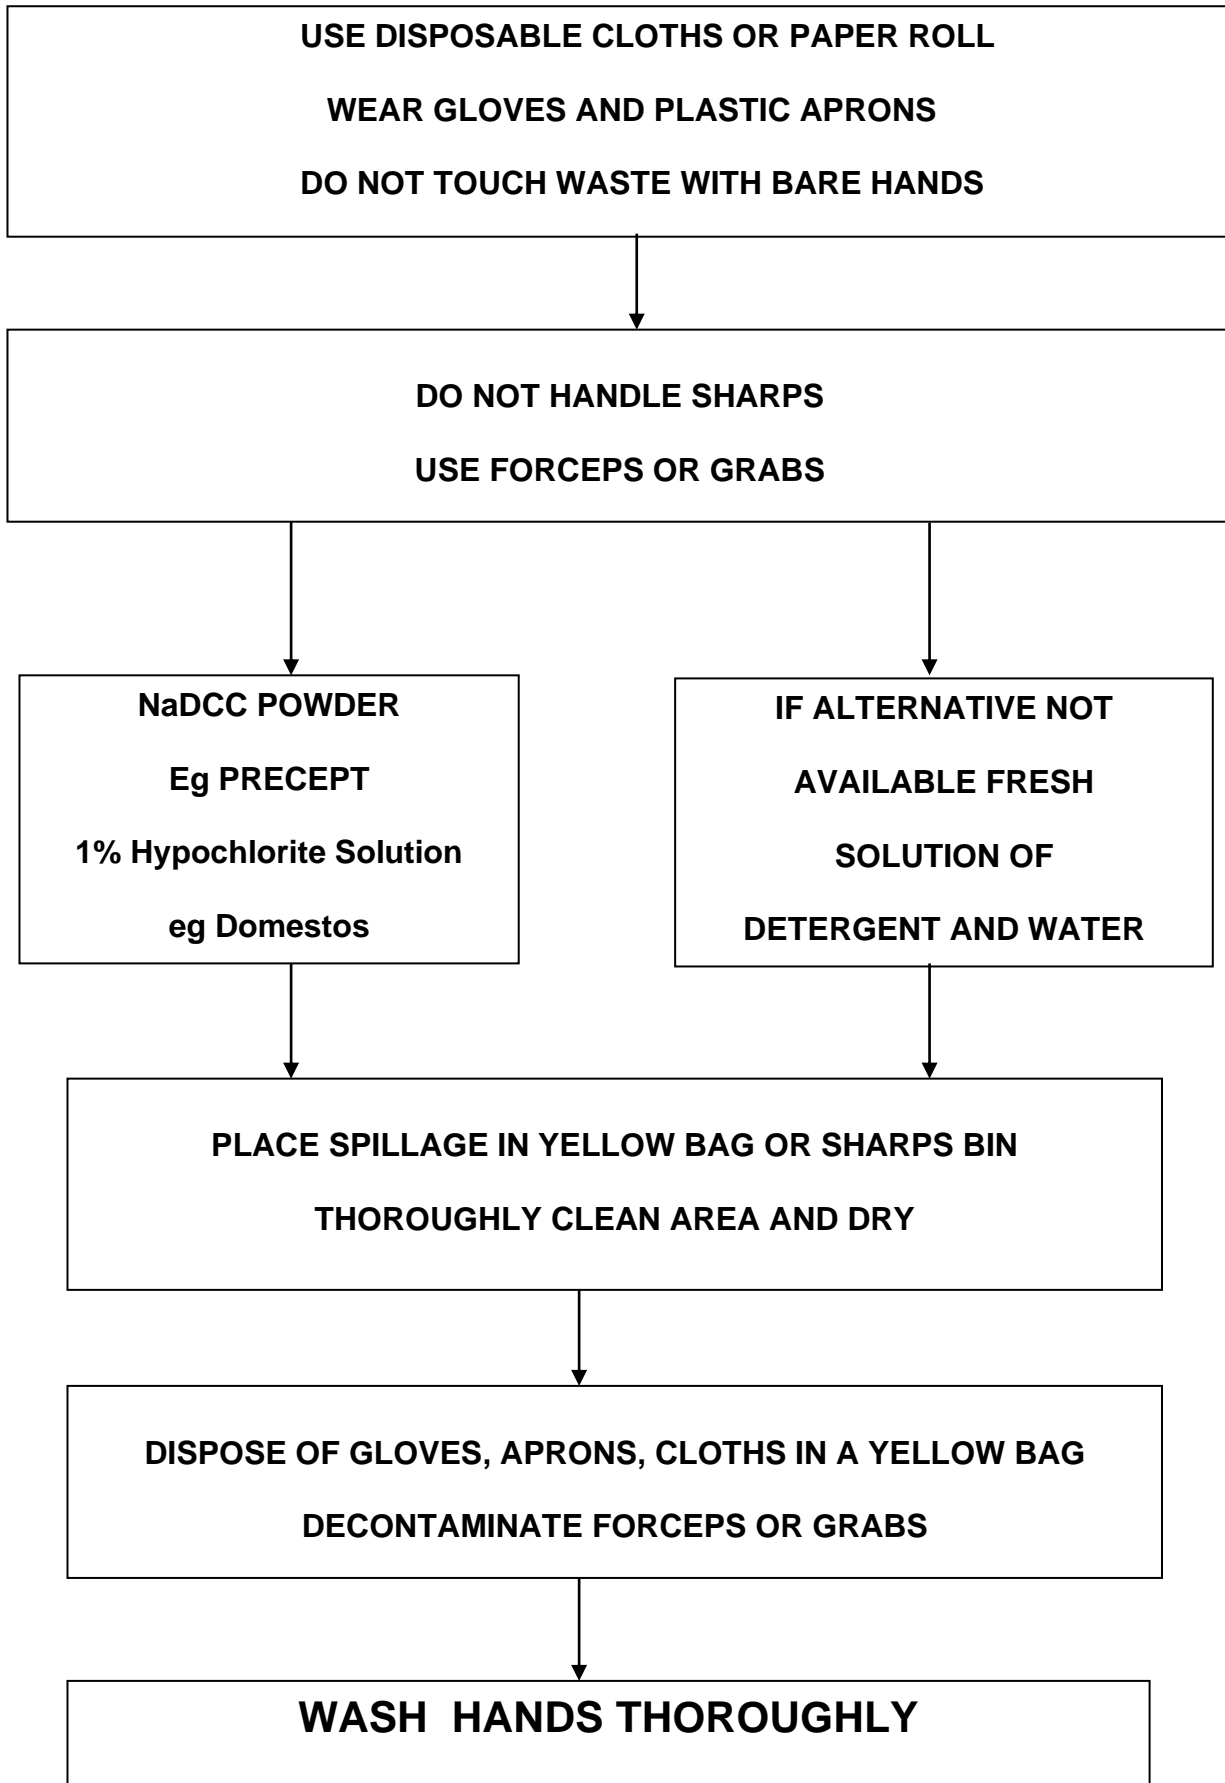 USE DISPOSABLE CLOTHS OR PAPER ROLL
WEAR GLOVES AND PLASTIC APRONS
DO NOT TOUCH WASTE WITH BARE HANDS
DO NOT HANDLE SHARPS
USE FORCEPS OR GRABS
NaDCC POWDER
Eg PRECEPT
1% Hypochlorite Solution
eg Domestos
IF ALTERNATIVE NOT
AVAILABLE FRESH
SOLUTION OF
DETERGENT AND WATER
PLACE SPILLAGE IN YELLOW BAG OR SHARPS BIN
THOROUGHLY CLEAN AREA AND DRY
DISPOSE OF GLOVES, APRONS, CLOTHS IN A YELLOW BAG
DECONTAMINATE FORCEPS OR GRABS
WASH HANDS THOROUGHLY